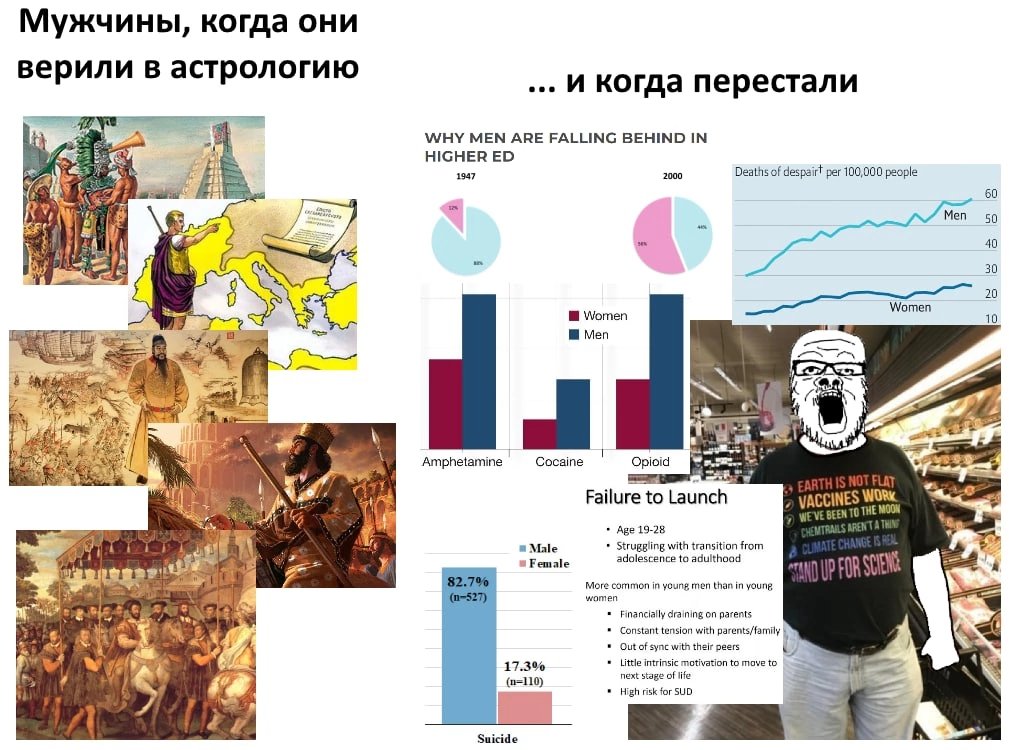 Мужчины, когда они
верили в астрологию
... и когда перестали
WHY MEN ARE FALLING BEHIND IN
HIGHER ED
1947
2000
12%
88%
56%
44%
Deaths of despair† per 100,000 people
60
Men
50
40
30
20
Women
10
Women
Men
Amphetamine
Cocaine
Opioid
EARTH IS NOT FLAT
VACCINES WORK
WE'VE BEEN TO THE MOON
CHEMTRAILS AREN'T A THING
CLIMATE CHANGE IS REAL
STAND UP FOR SCIENCE
Failure to Launch
• Age 19-28
• Struggling with transition from
adolescence to adulthood
More common in young men than in young
women
▪ Financially draining on parents
▪ Constant tension with parents/family
▪ Out of sync with their peers
▪ Little intrinsic motivation to move to
next stage of life
▪ High risk for SUD
Male
Female
82.7%
(n=527)
17.3%
(n=110)
Suicide